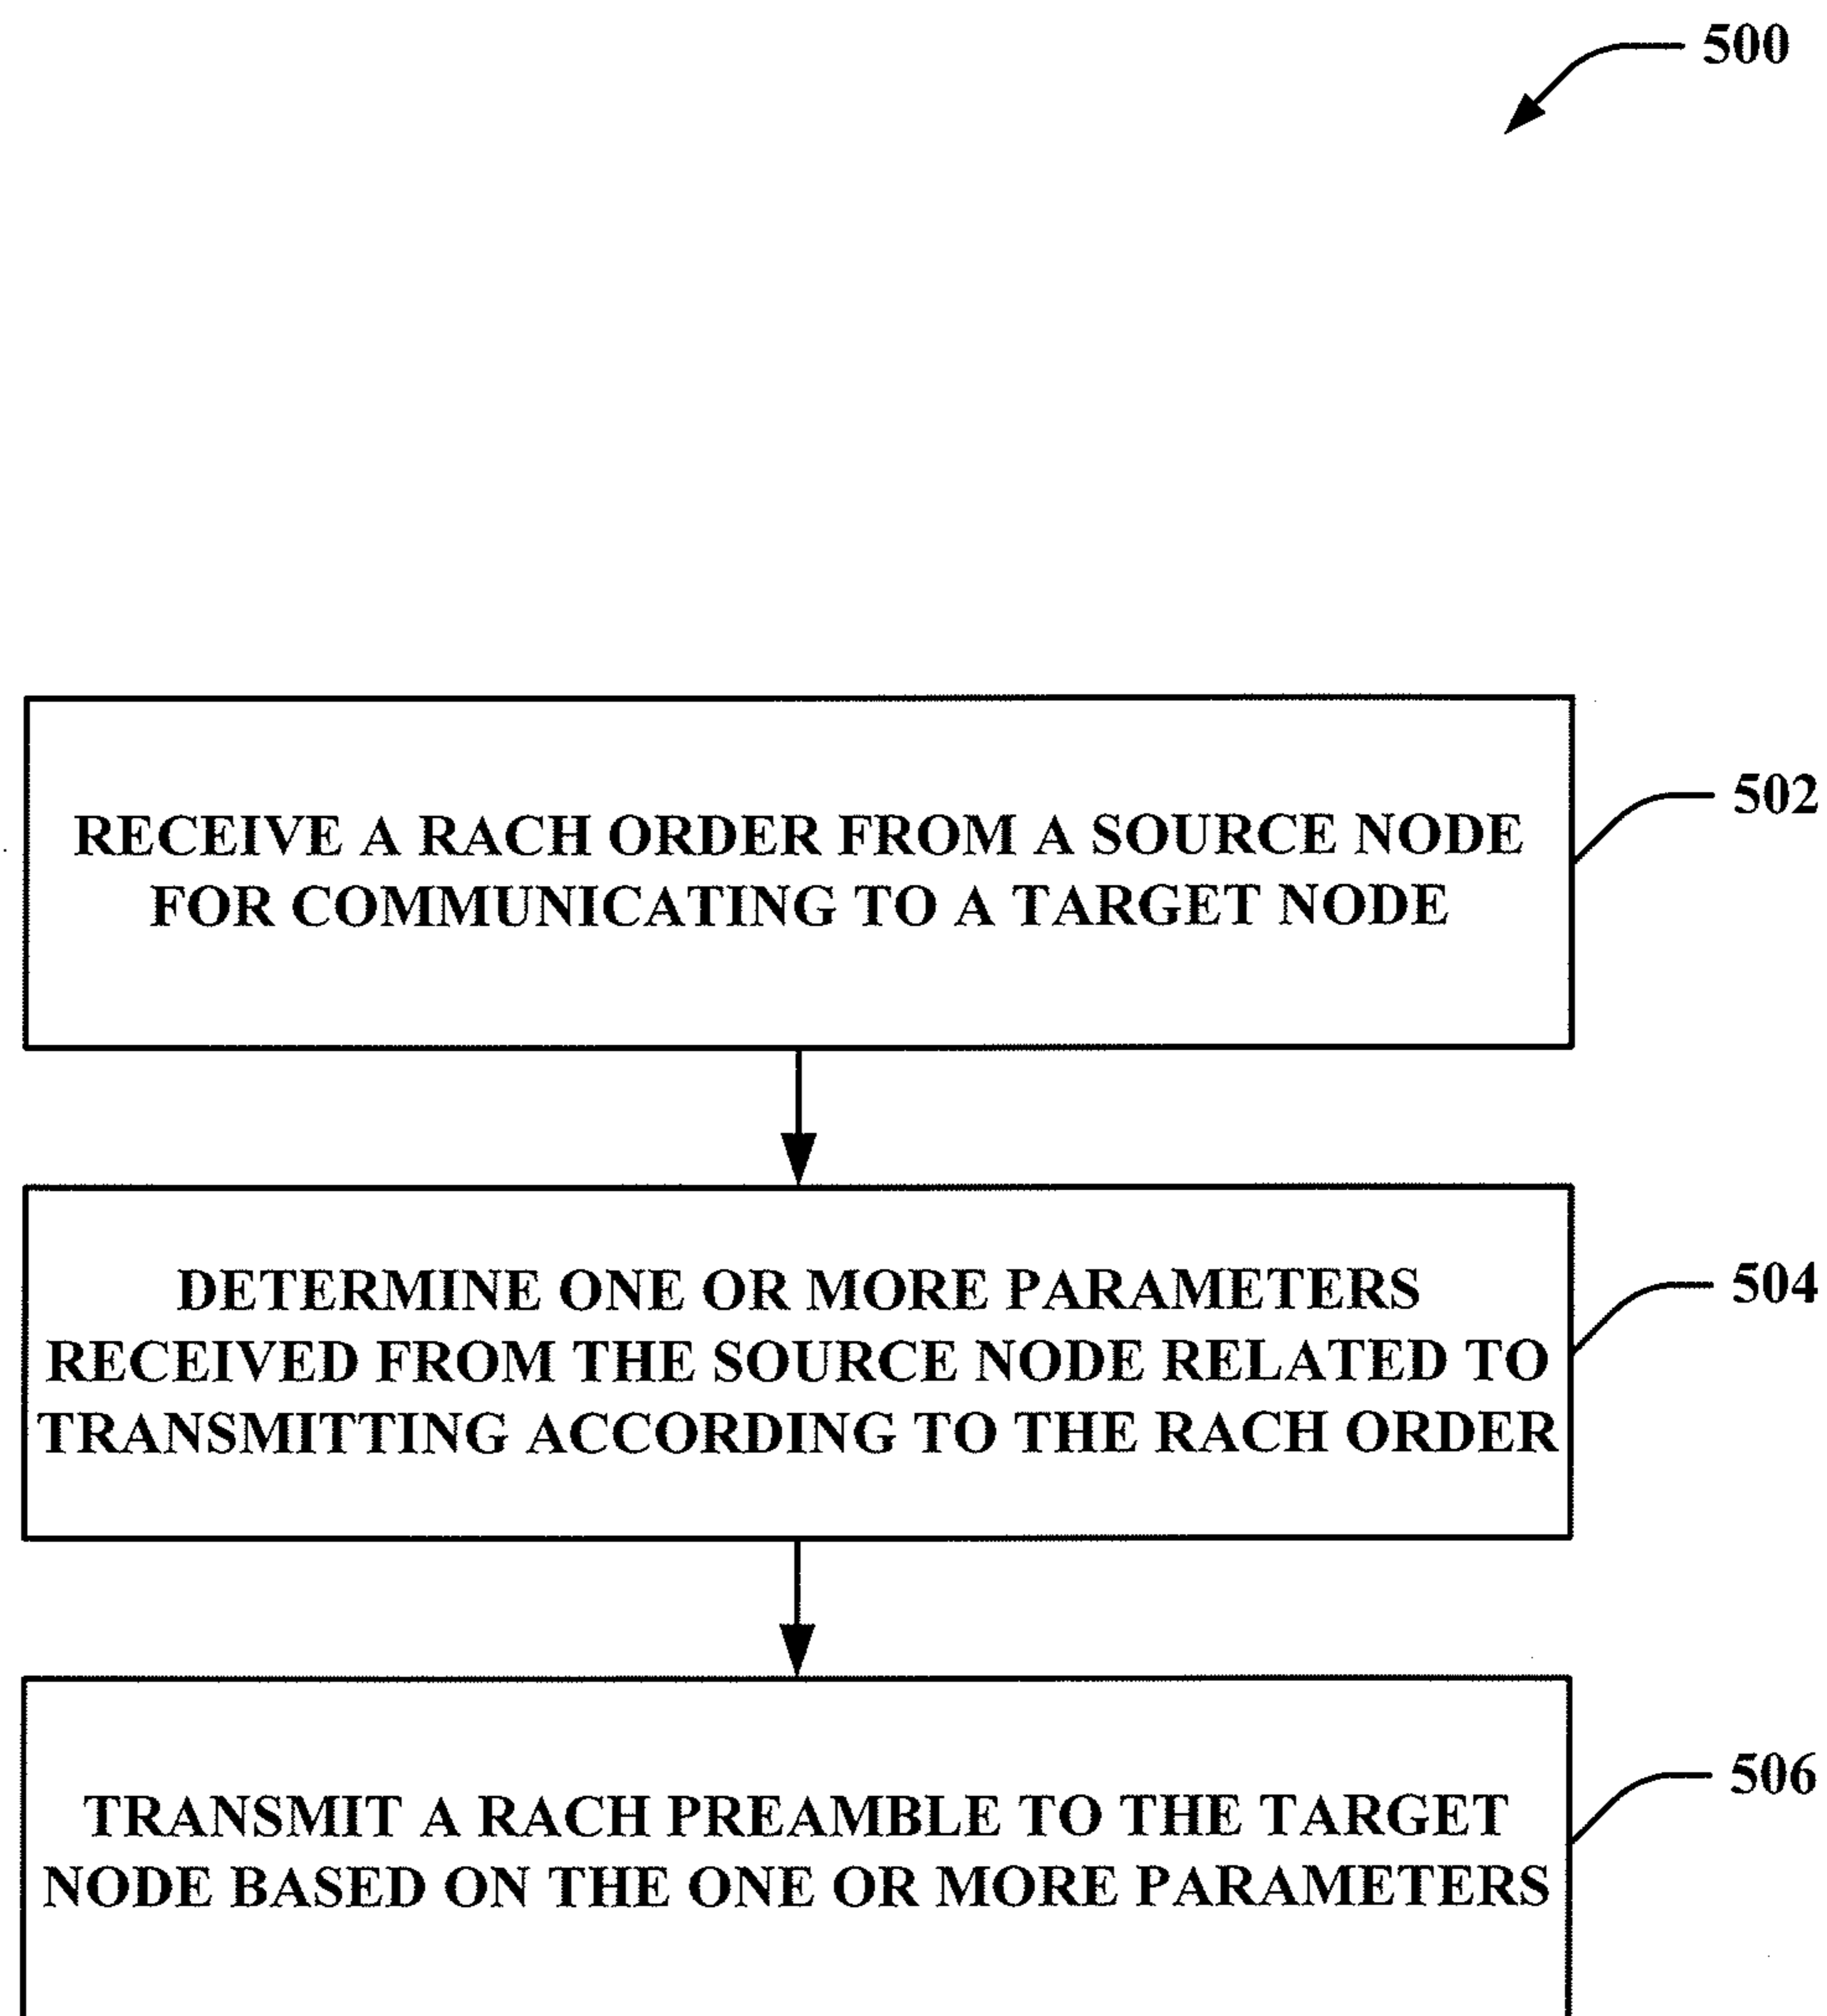 500
RECEIVE A RACH ORDER FROM A SOURCE NODE
FOR COMMUNICATING TO A TARGET NODE
502
DETERMINE ONE OR MORE PARAMETERS
RECEIVED FROM THE SOURCE NODE RELATED TO
TRANSMITTING ACCORDING TO THE RACH ORDER
504
TRANSMIT A RACH PREAMBLE TO THE TARGET
NODE BASED ON THE ONE OR MORE PARAMETERS
506